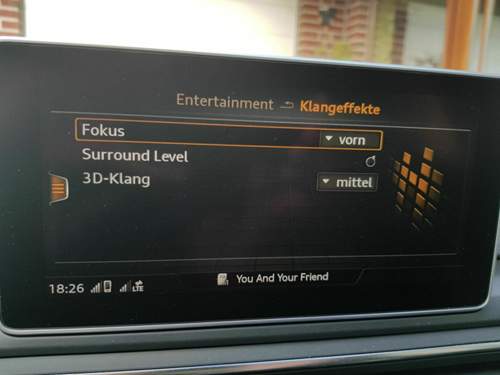 Entertainment Klangeffekte
Fokus vorn
Surround Level
3D-Klang mittel
You And Your Friend
18:26 LTE